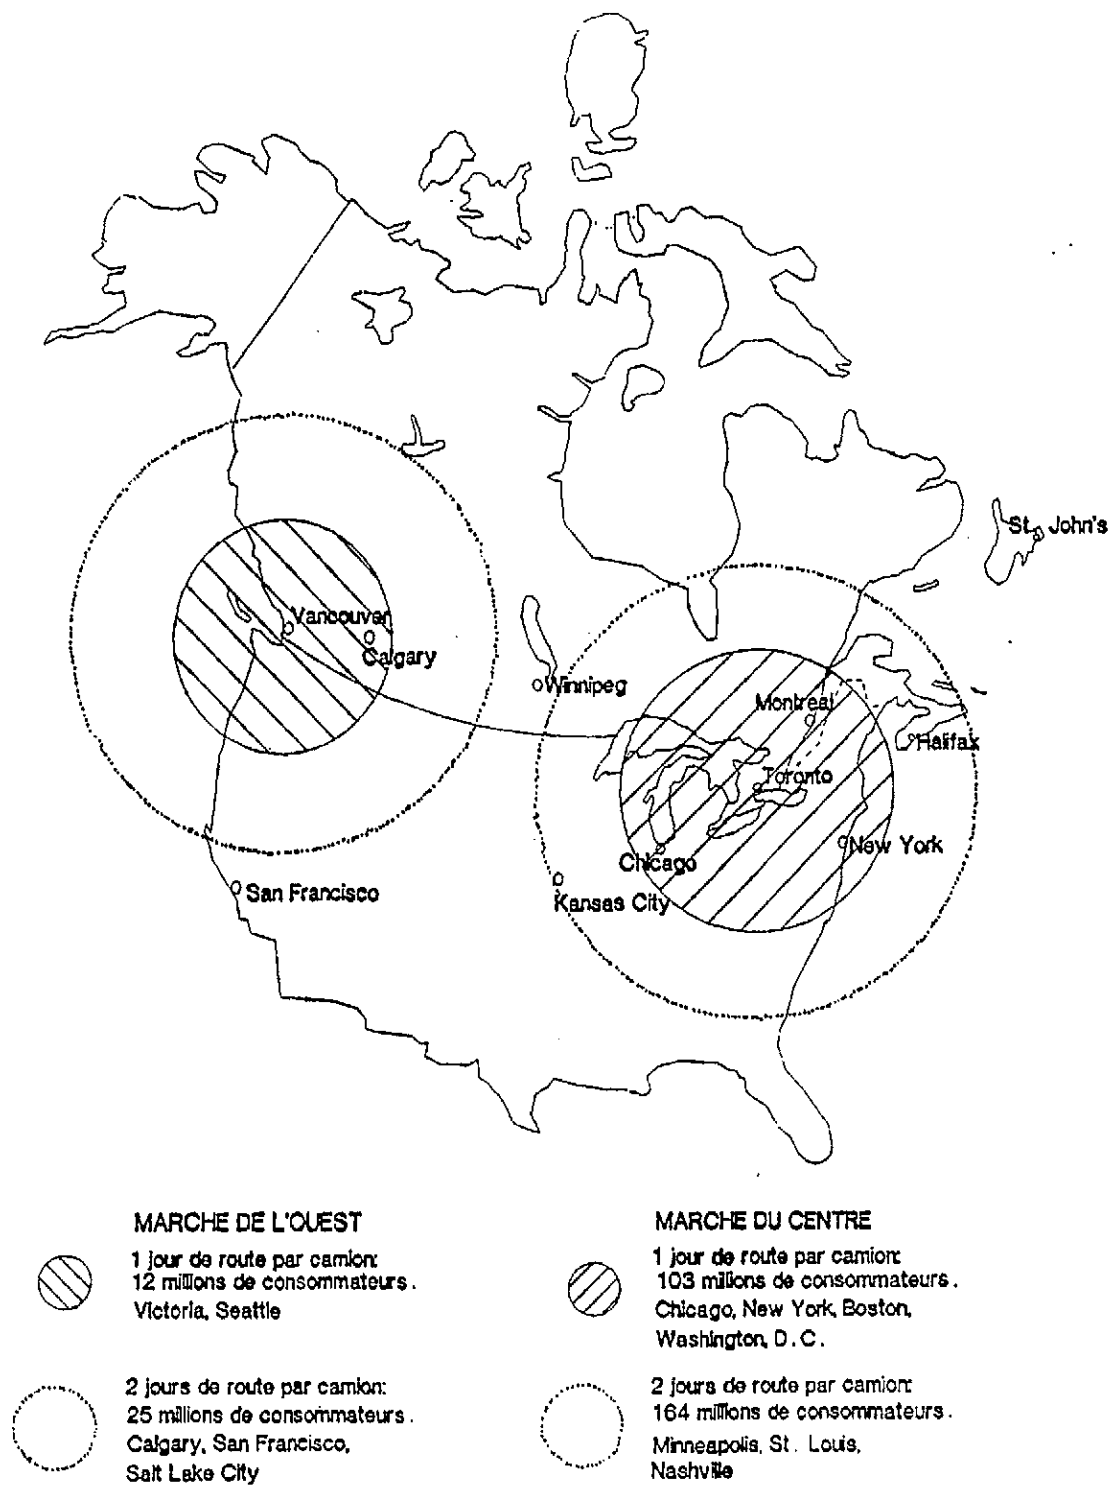 St. John's
Vancouver
Calgary
Winnipeg
Montreal
Halifax
Toronto
New York
Chicago
San Francisco
Kansas City
MARCHE DE L'OUEST
1 jour de route par camion:
12 millions de consommateurs.
Victoria, Seattle
2 jours de route par camion:
25 millions de consommateurs.
Calgary, San Francisco,
Salt Lake City
MARCHE DU CENTRE
1 jour de route par camion:
103 millions de consommateurs.
Chicago, New York, Boston,
Washington, D.C.
2 jours de route par camion:
164 millions de consommateurs.
Minneapolis, St. Louis,
Nashville